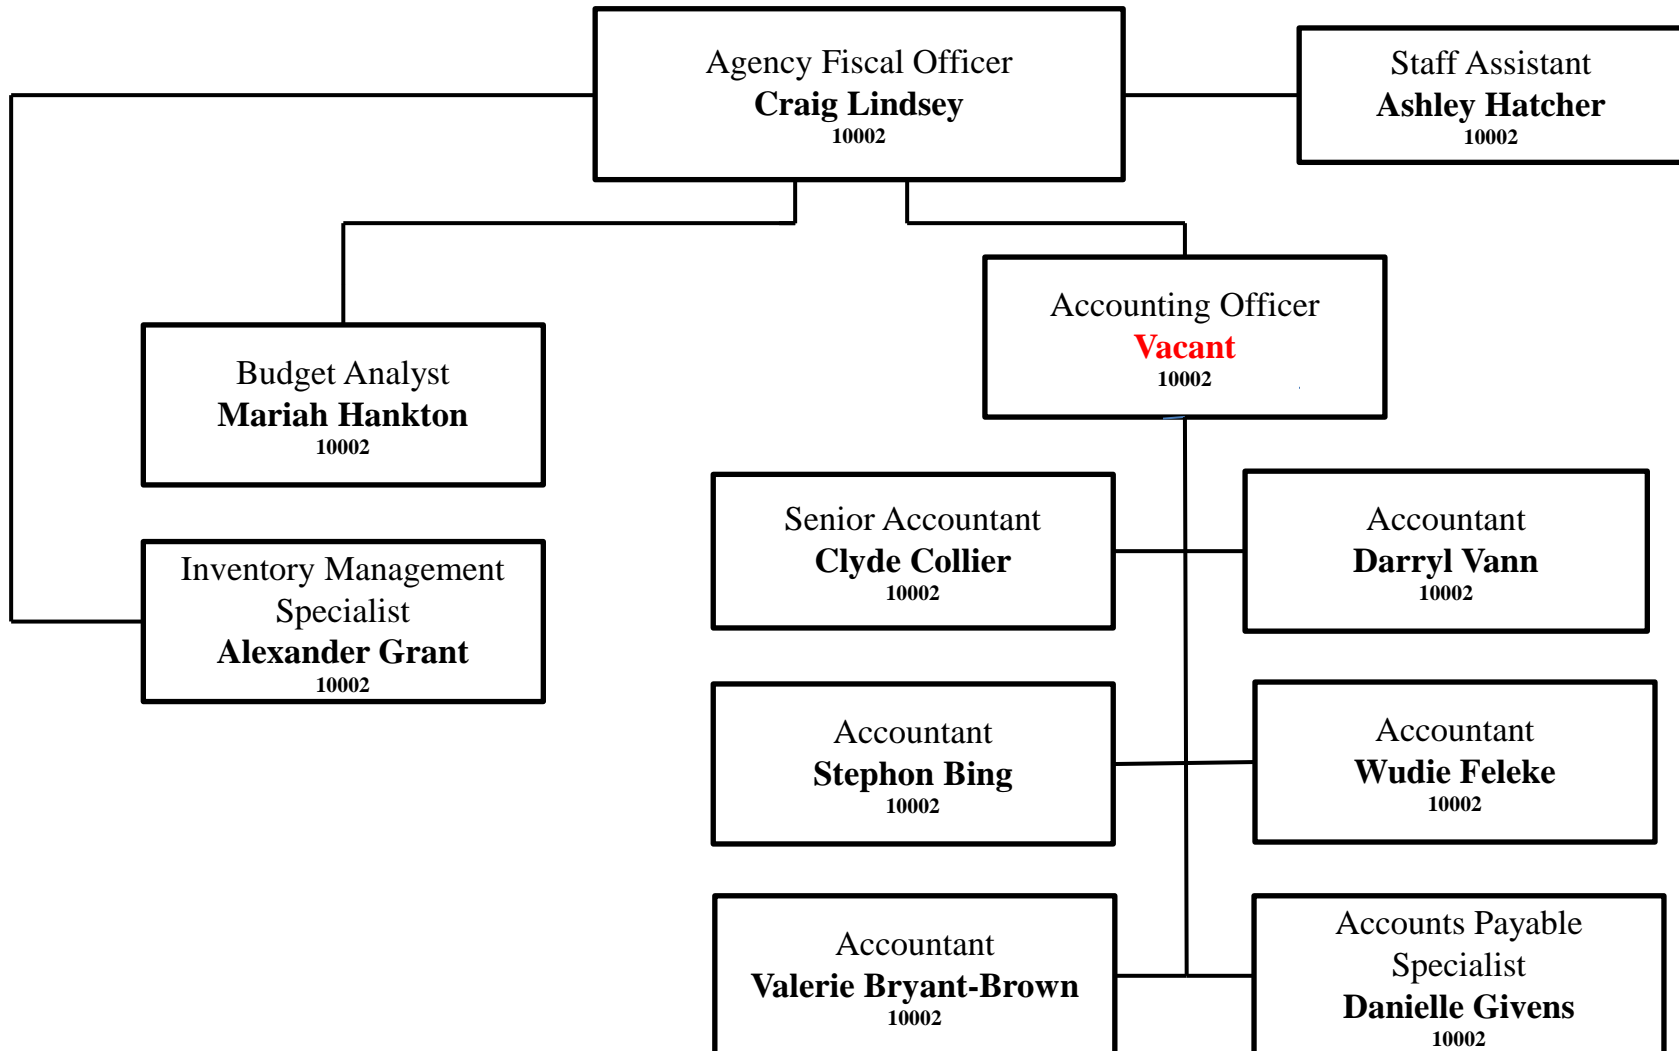 Agency Fiscal Officer
Craig Lindsey
10002
Staff Assistant
Ashley Hatcher
10002
Accounting Officer
Vacant
10002
Budget Analyst
Mariah Hankton
10002
Senior Accountant
Clyde Collier
10002
Accountant
Darryl Vann
10002
Inventory Management
Specialist
Alexander Grant
10002
Accountant
Stephon Bing
10002
Accountant
Wudie Feleke
10002
Accountant
Valerie Bryant-Brown
10002
Accounts Payable
Specialist
Danielle Givens
10002